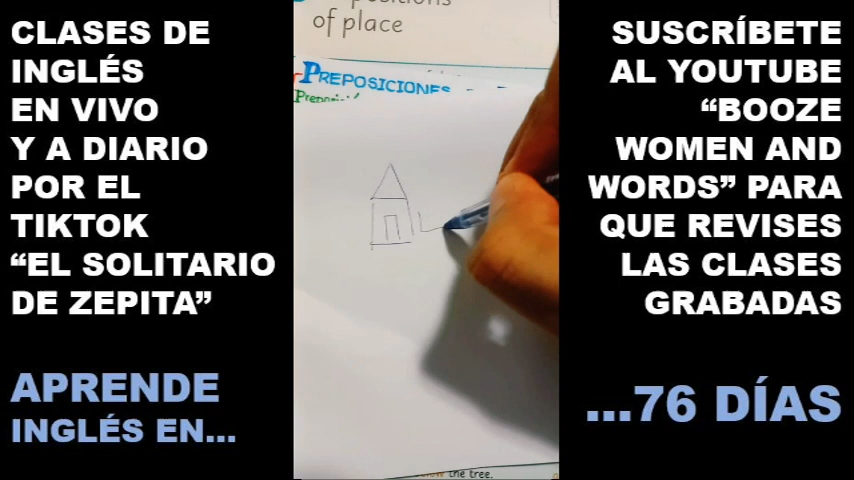 CLASES DE
INGLÉS
EN VIVO
Y A DIARIO
POR EL
TIKTOK
“EL SOLITARIO
DE ZEPITA”
APRENDE
INGLÉS EN...
of place
PREPOSICIONES
the tree.
SUSCRÍBETE
AL YOUTUBE
“BOOZE
WOMEN AND
WORDS” PARA
QUE REVISES
LAS CLASES
GRABADAS
...76 DÍAS